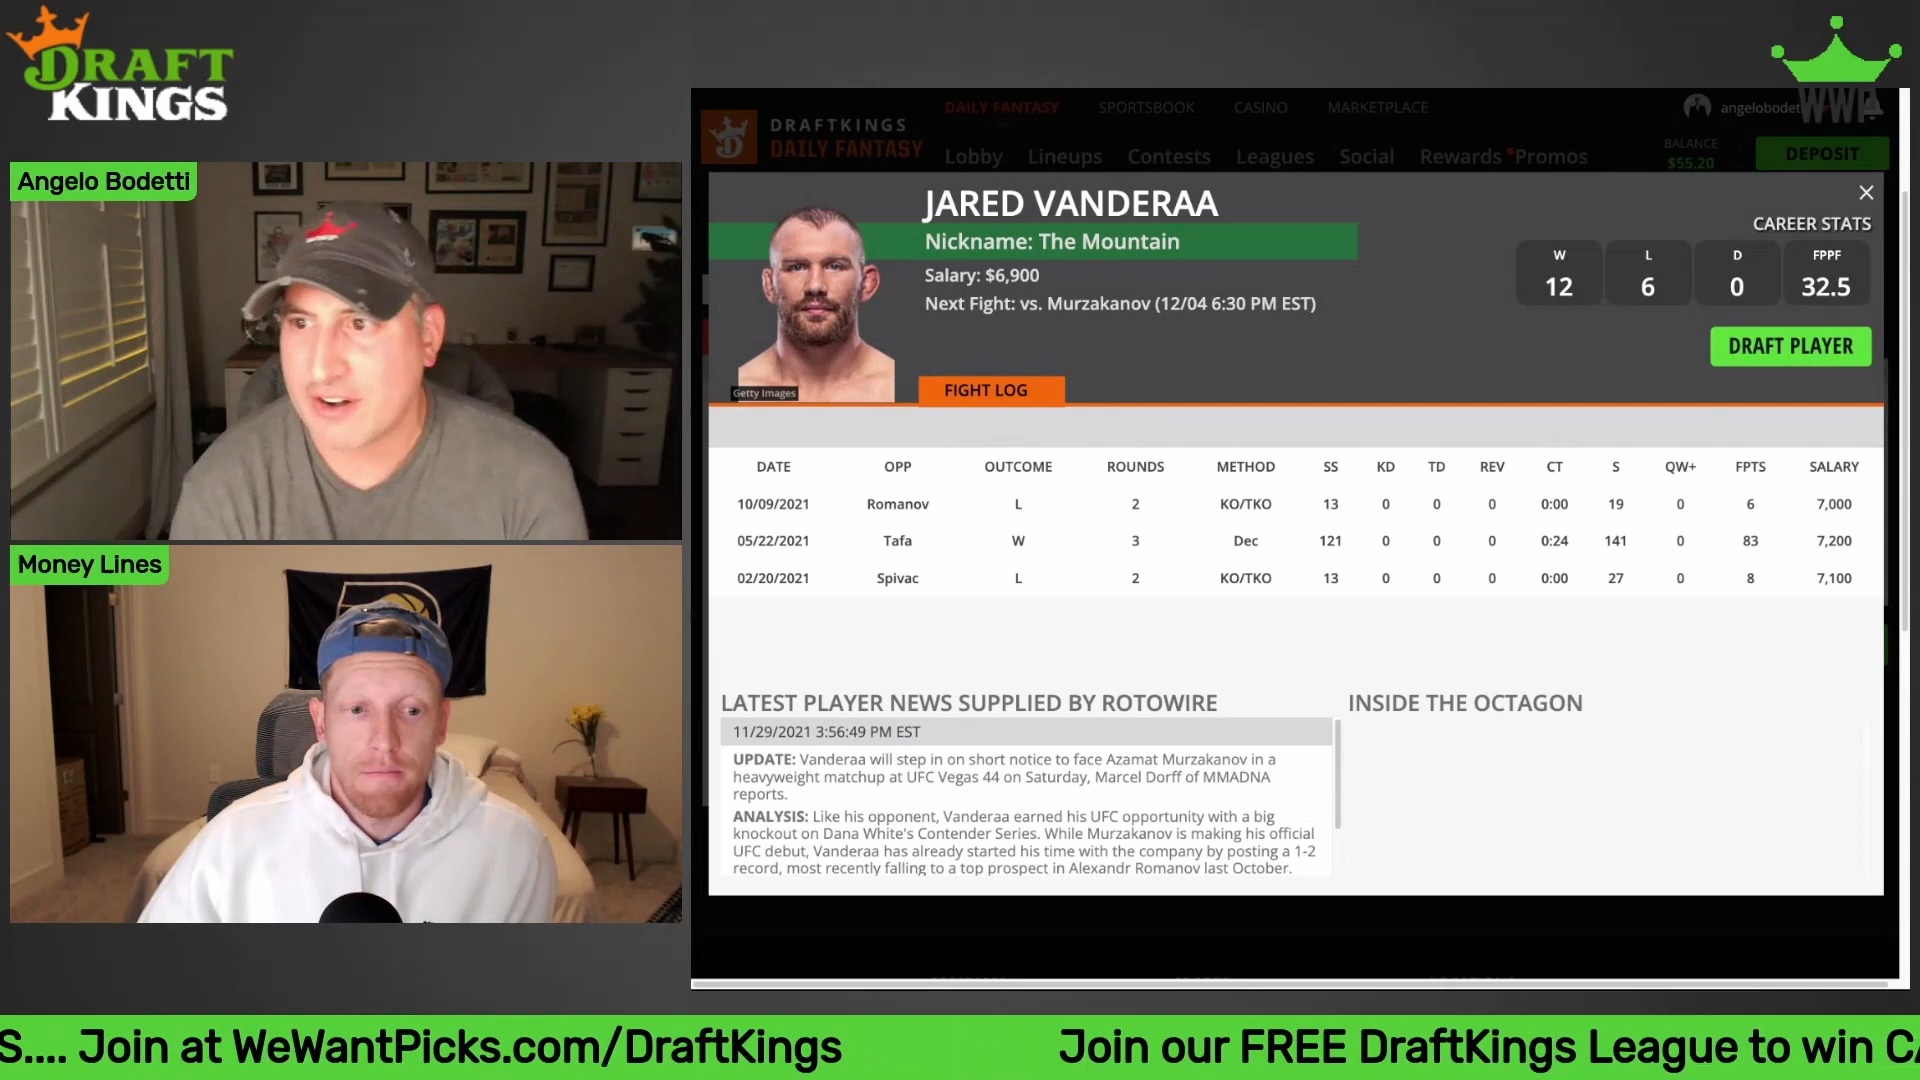 DRAFT
KINGS
WWP
Angelo Bodetti
Money Lines
DRAFTKINGS
DAILY FANTASY
DAILY FANTASY SPORTSBOOK CASINO MARKETPLACE
Lobby Lineups Contests Leagues Social Rewards Promos
BALANCE
$55.20
DEPOSIT
JARED VANDERAA
Nickname: The Mountain
Salary: $6,900
Next Fight: vs. Murzakanov (12/04 6:30 PM EST)
CAREER STATS
W L D FPPF
12 6 0 32.5
DRAFT PLAYER
Getty Images
FIGHT LOG
DATE OPP OUTCOME ROUNDS METHOD SS KD TD REV CT S QW+ FPTS SALARY
10/09/2021 Romanov L 2 KO/TKO 13 0 0 0 0:00 19 0 6 7,000
05/22/2021 Tafa W 3 Dec 121 0 0 0 0:24 141 0 83 7,200
02/20/2021 Spivac L 2 KO/TKO 13 0 0 0 0:00 27 0 8 7,100
LATEST PLAYER NEWS SUPPLIED BY ROTOWIRE
11/29/2021 3:56:49 PM EST
UPDATE: Vanderaa will step in on short notice to face Azamat Murzakanov in a
heavyweight matchup at UFC Vegas 44 on Saturday, Marcel Dorff of MMADNA
reports.
ANALYSIS: Like his opponent, Vanderaa earned his UFC opportunity with a big
knockout on Dana White's Contender Series. While Murzakanov is making his official
UFC debut, Vanderaa has already started his time with the company by posting a 1-2
record, most recently falling to a top prospect in Alexandr Romanov last October.
INSIDE THE OCTAGON
S.... Join at WeWantPicks.com/DraftKings Join our FREE DraftKings League to win